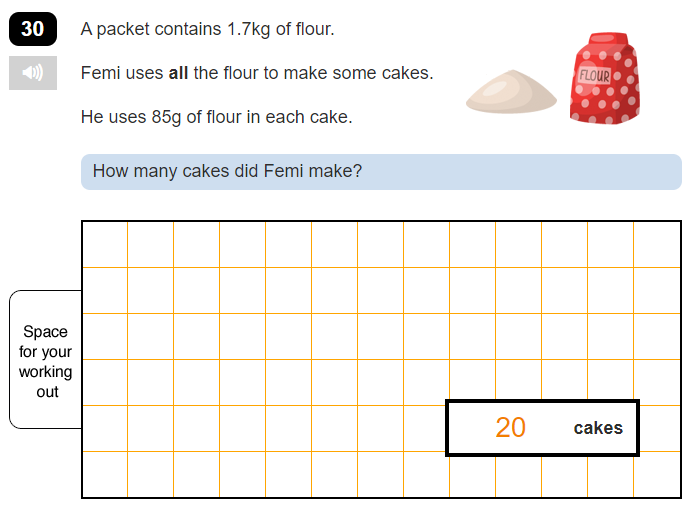 30
A packet contains 1.7kg of flour.
Femi uses all the flour to make some cakes.
FLOUR
He uses 85g of flour in each cake.
How many cakes did Femi make?
Space
for your
working
out
20 cakes